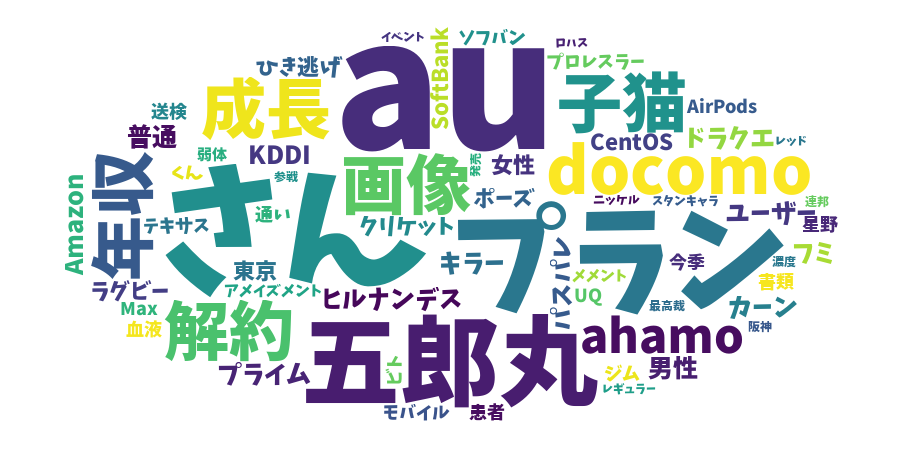 イベント
ソフバン
ロハス
ひき逃げ
au
SoftBank
プロレスラー
成長
子猫
AirPods
送検
普通
CentOS
ドラクエ
レッド
弱体
KDDI
画像
発売
女性
docomo
くん
参戦
年収
Amazon
さん
ポーズ
ニッケル
スタンキャラ
連邦
ユーザー
星野
テキサス
通い
クリケット
プラン
フミ
東京
キラー
パスパレ
今季
濃度
ラグビー
アメイズメント
ヒルナンデス
メメント
書類
UQ
最高裁
カーン
Max
血液
解約
五郎丸
ahamo
阪神
プライム
ビト
ジム
男性
レギュラー
モバイル
患者